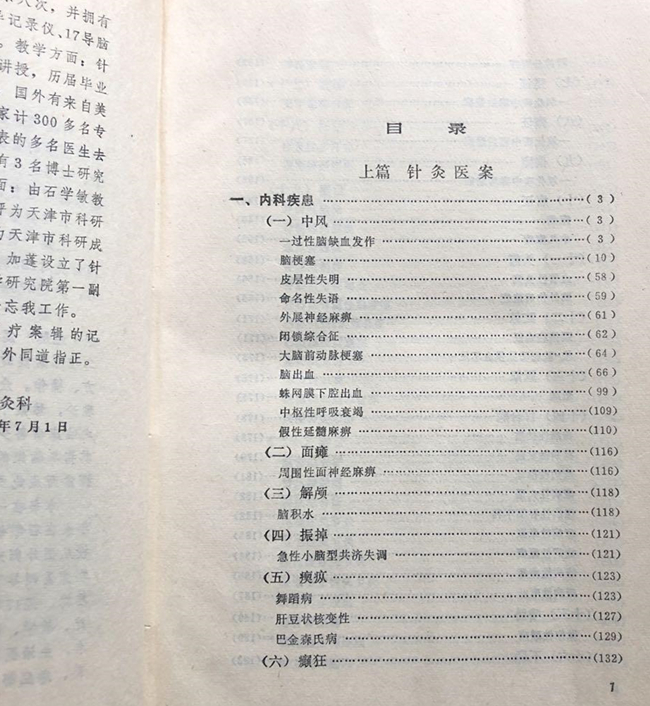 八次，并拥有
记录仪、17导脑
。教学方面：针
讲授，历届毕业
国外有来自美
家计300多名专
表的多名医生去
有3名博士研究
面：由石学敏教
评为天津市科研
为天津市科研成
加蓬设立了针
研究院第一副
忘我工作。
疗案辑的记
外同道指正。
灸科
年7月1日
目 录
上篇 针灸医案
一、内科疾患……(3)
（一）中风……(3)
一过性脑缺血发作……(3)
脑梗塞……(10)
皮层性失明……(58)
命名性失语……(59)
外展神经麻痹……(61)
闭锁综合征……(62)
大脑前动脉梗塞……(64)
脑出血……(66)
蛛网膜下腔出血……(99)
中枢性呼吸衰竭……(109)
假性延髓麻痹……(110)
（二）面瘫……(116)
周围性面神经麻痹……(116)
（三）解颅……(118)
脑积水……(118)
（四）振掉……(121)
急性小脑型共济失调……(121)
（五）瘈疭……(123)
舞蹈病……(123)
肝豆状核变性……(127)
巴金森氏病……(129)
（六）癫狂……(132)
1